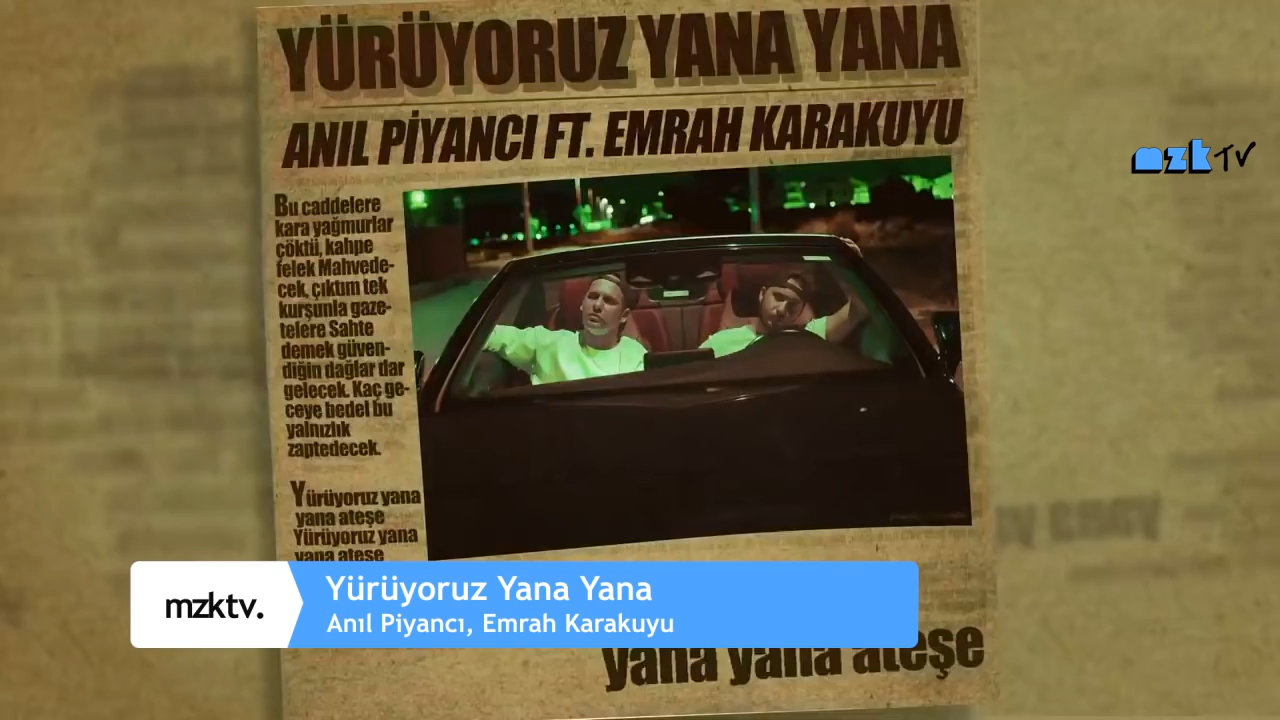 YÜRÜYORUZ YANA YANA
ANIL PİYANCI FT. EMRAH KARAKUYU
mzk TV
Bu caddelere
kara yağmurlar
çöktü, kahpe
felek Mahvede-
cek, çıktım tek
kurşunla gaze-
telere Sahte
demek güven-
diğin dağlar dar
gelecek. Kaç ge-
ceye bedel bu
yalnızlık
zaptedecek.
Yürüyoruz yana
yana ateşe
Yürüyoruz yana
yana ateşe
mzktv.
Yürüyoruz Yana Yana
Anıl Piyancı, Emrah Karakuyu
yana yana ateşe